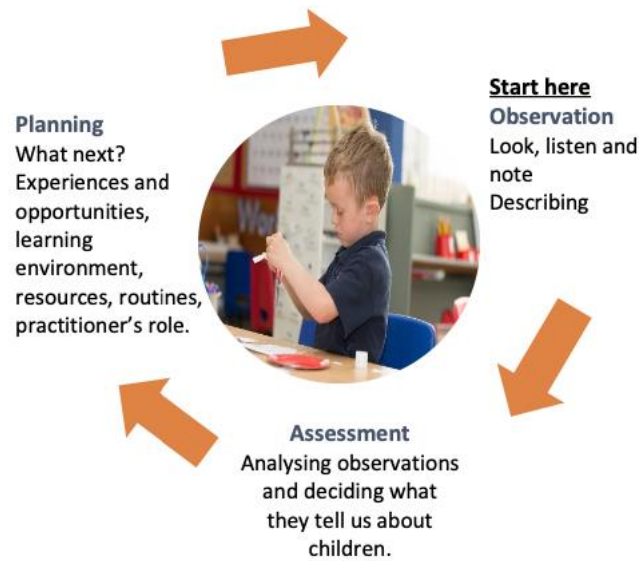 Start here
Observation
Look, listen and
note
Describing
Assessment
Analysing observations
and deciding what
they tell us about
children.
Planning
What next?
Experiences and
opportunities,
learning
environment,
resources, routines,
practitioner's role.